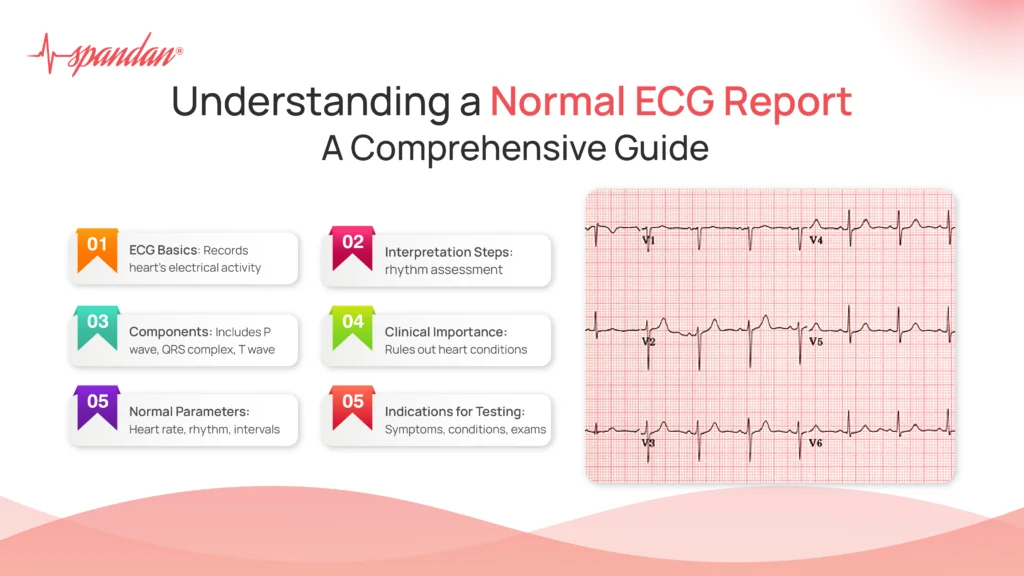 spandan®
Understanding a Normal ECG Report
A Comprehensive Guide
01
ECG Basics: Records
heart's electrical activity
02
Interpretation Steps:
rhythm assessment
03
Components: Includes P
wave, QRS complex, T wave
04
Clinical Importance:
Rules out heart conditions
05
Normal Parameters:
Heart rate, rhythm, intervals
05
Indications for Testing:
Symptoms, conditions, exams
V1
V4
V2
V5
V3
V6